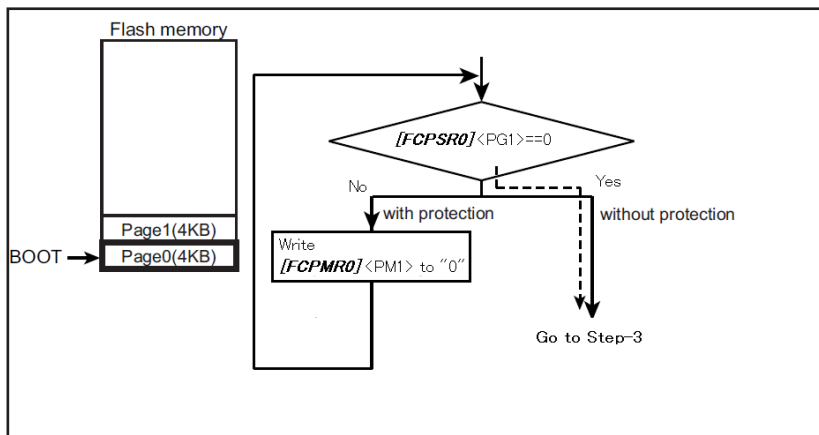 Flash memory
Page1(4KB)
BOOT
Page0(4KB)
[FCPSR0]<PG1>==0
No
Yes
with protection
without protection
Write
[FCPMR0]<PM1> to "0"
Go to Step-3